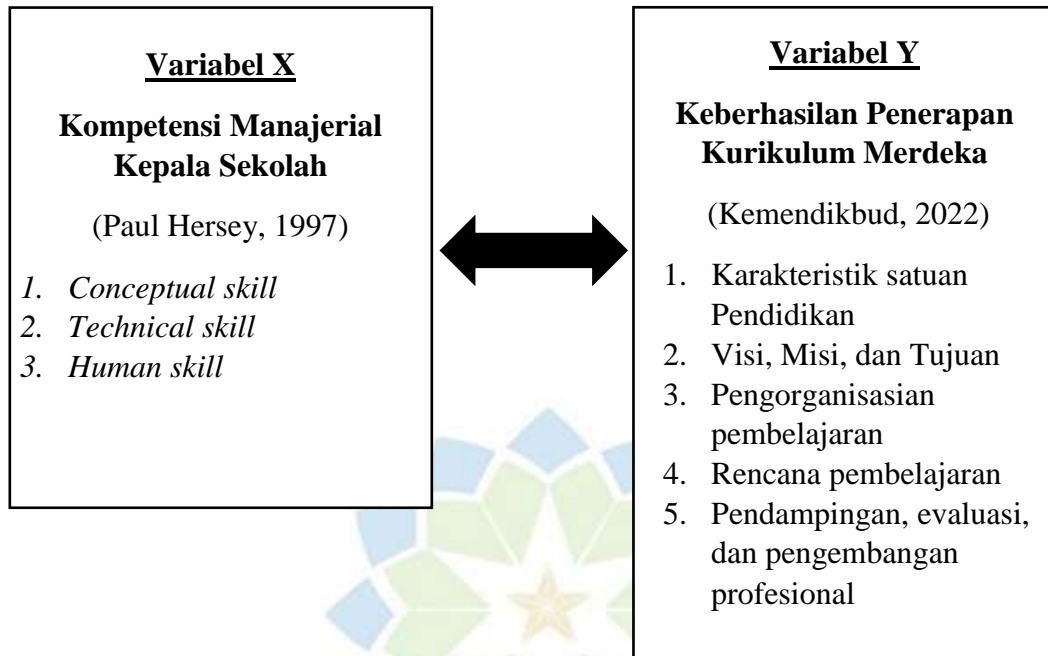 Variabel X
Kompetensi Manajerial
Kepala Sekolah
(Paul Hersey, 1997)
1. Conceptual skill
2. Technical skill
3. Human skill
Variabel Y
Keberhasilan Penerapan
Kurikulum Merdeka
(Kemendikbud, 2022)
1. Karakteristik satuan
Pendidikan
2. Visi, Misi, dan Tujuan
3. Pengorganisasian
pembelajaran
4. Rencana pembelajaran
5. Pendampingan, evaluasi,
dan pengembangan
profesional